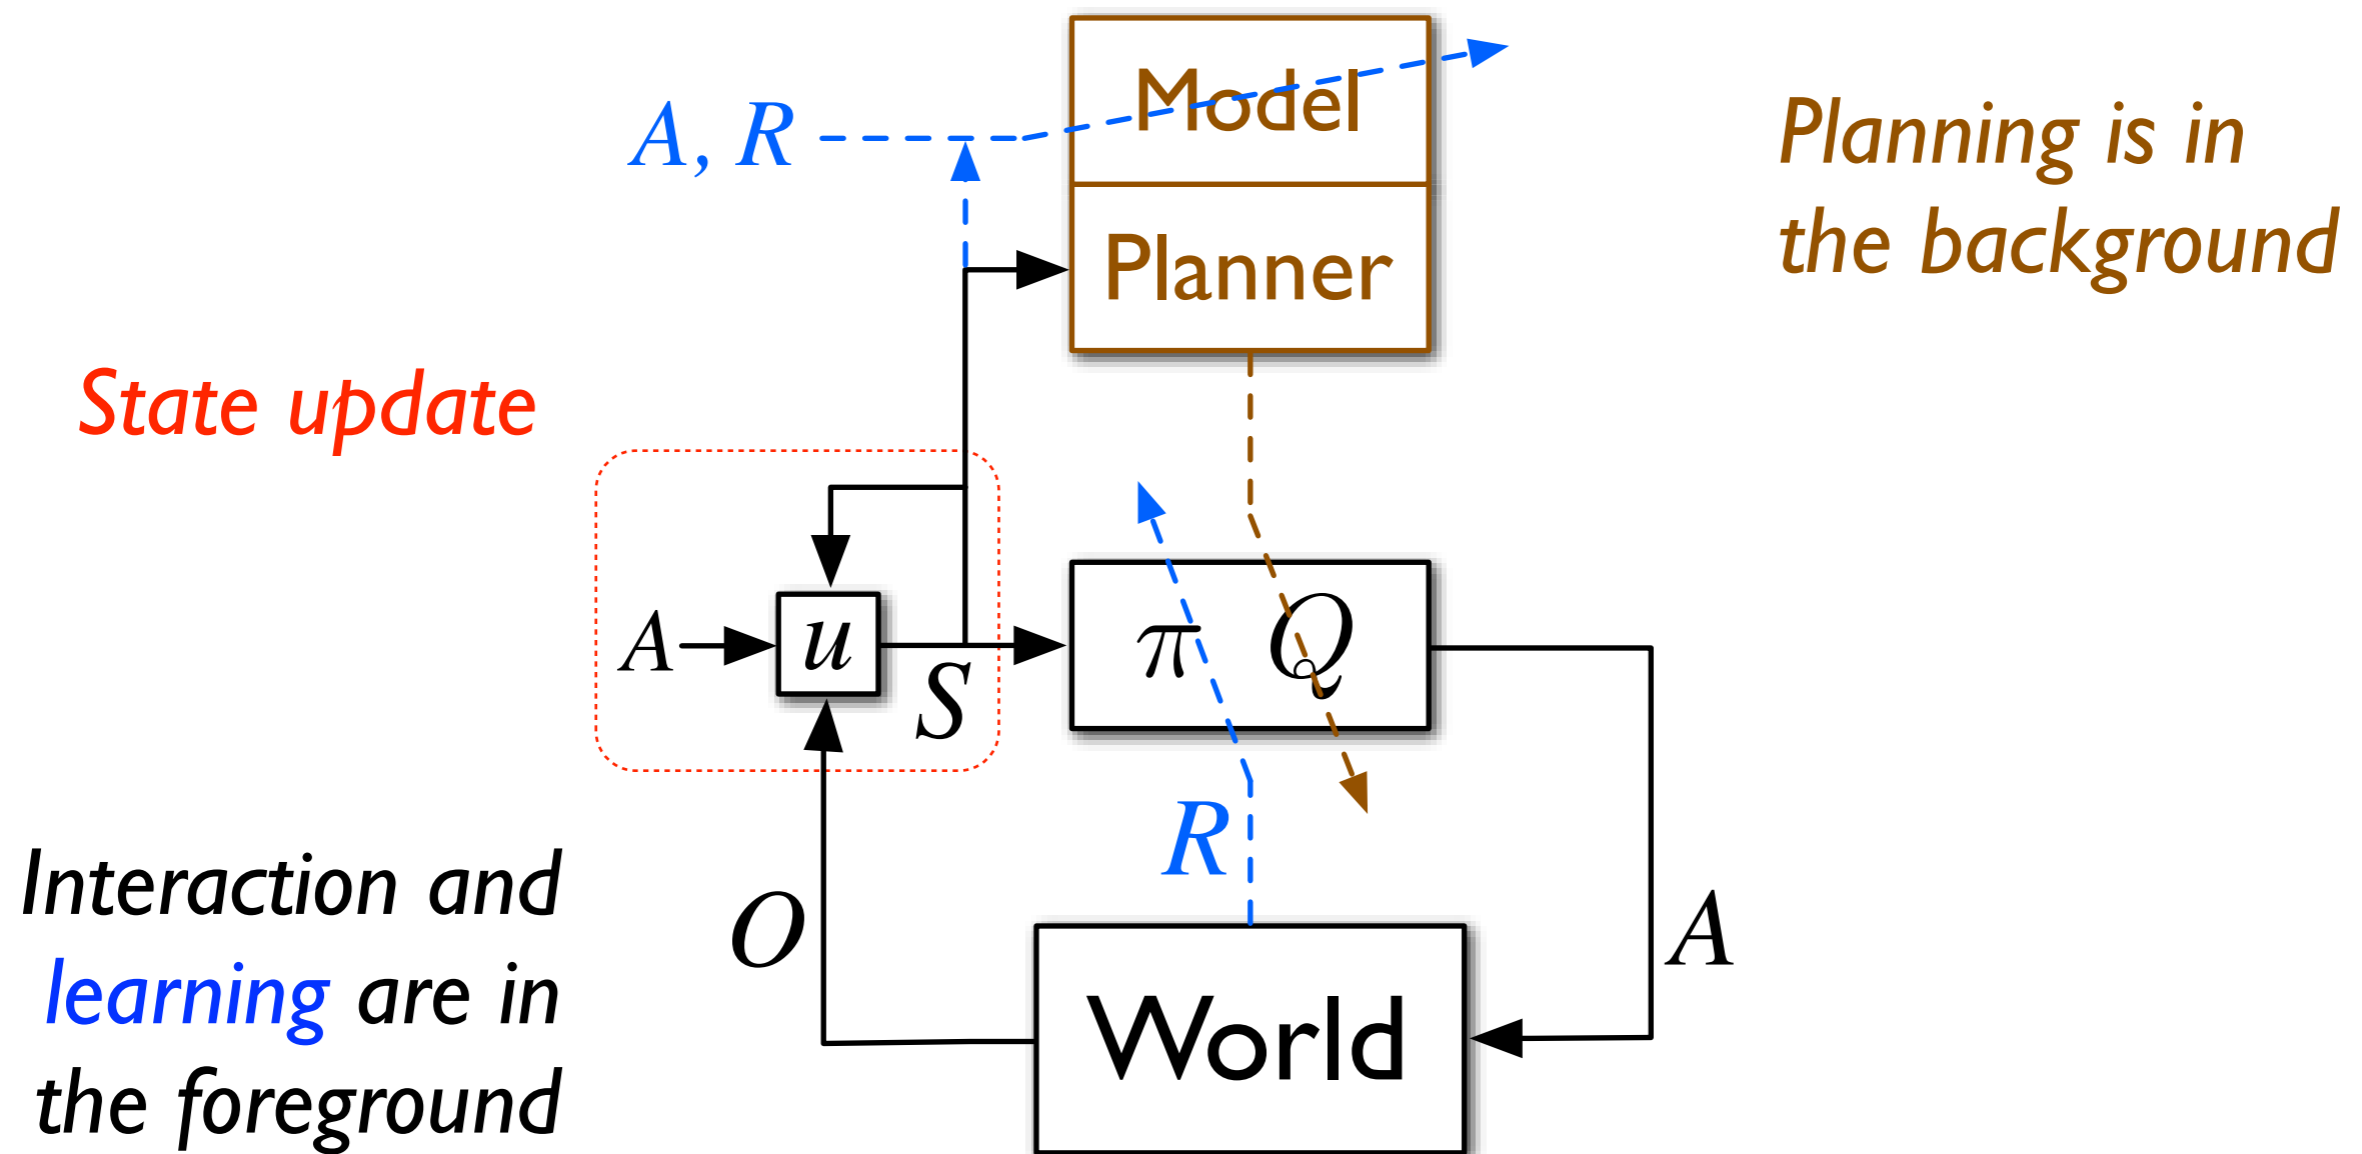 Model
A, R
Planner
Planning is in
the background
State update
A
u
S
π Q
R
O
A
World
Interaction and
learning are in
the foreground